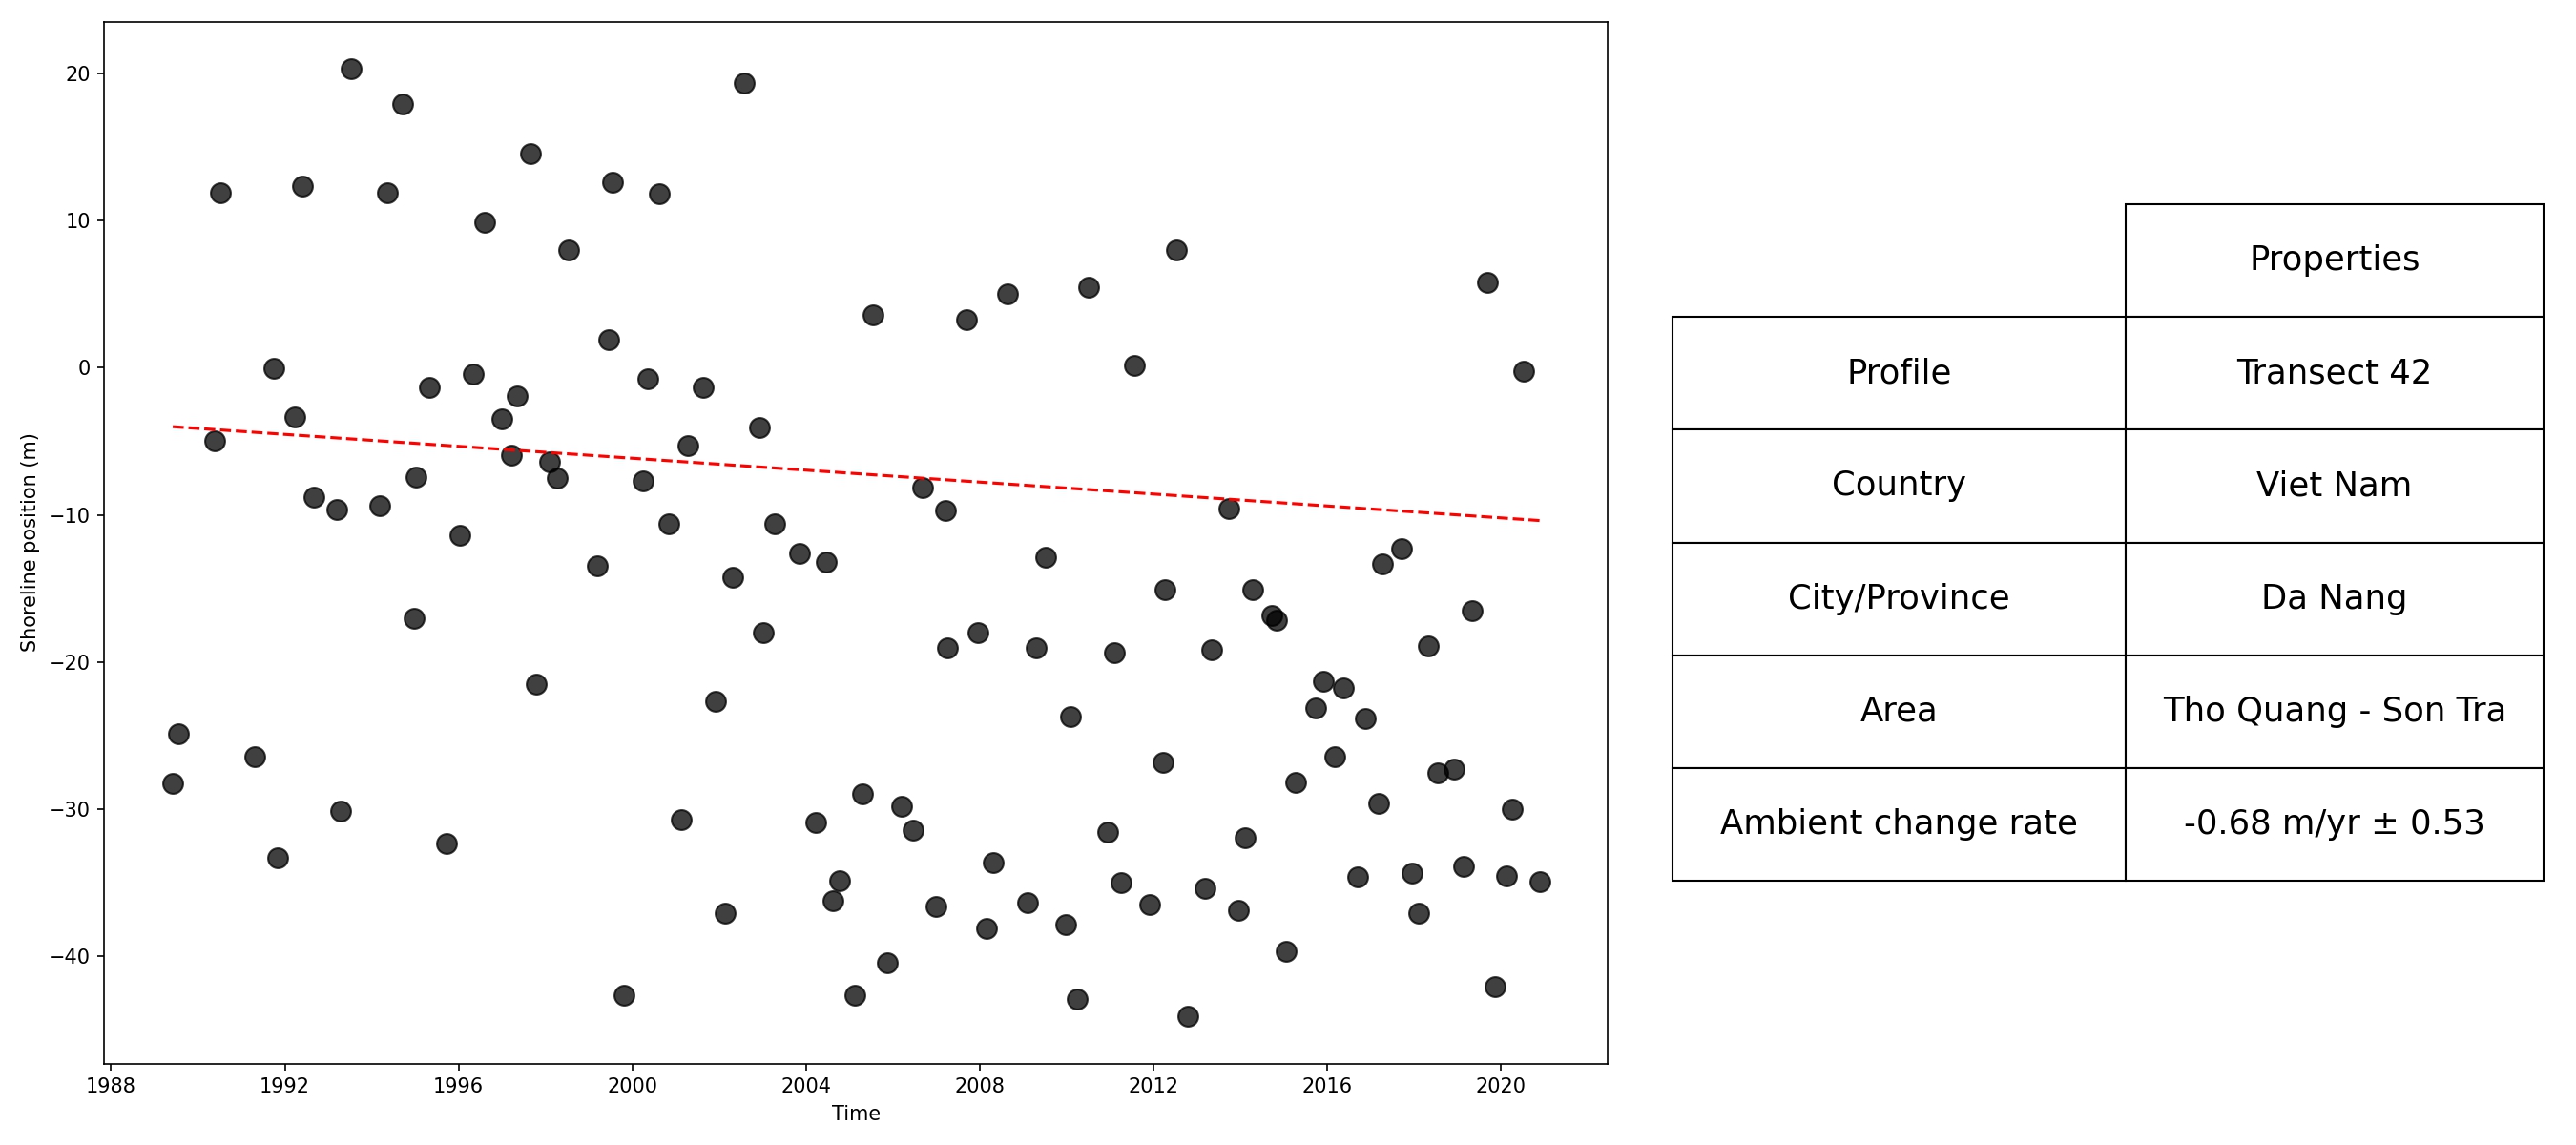 20
10
0
−10
−20
−30
−40
Shoreline position (m)
1988 1992 1996 2000 2004 2008 2012 2016 2020
Time
Properties
Profile Transect 42
Country Viet Nam
City/Province Da Nang
Area Tho Quang - Son Tra
Ambient change rate -0.68 m/yr ± 0.53